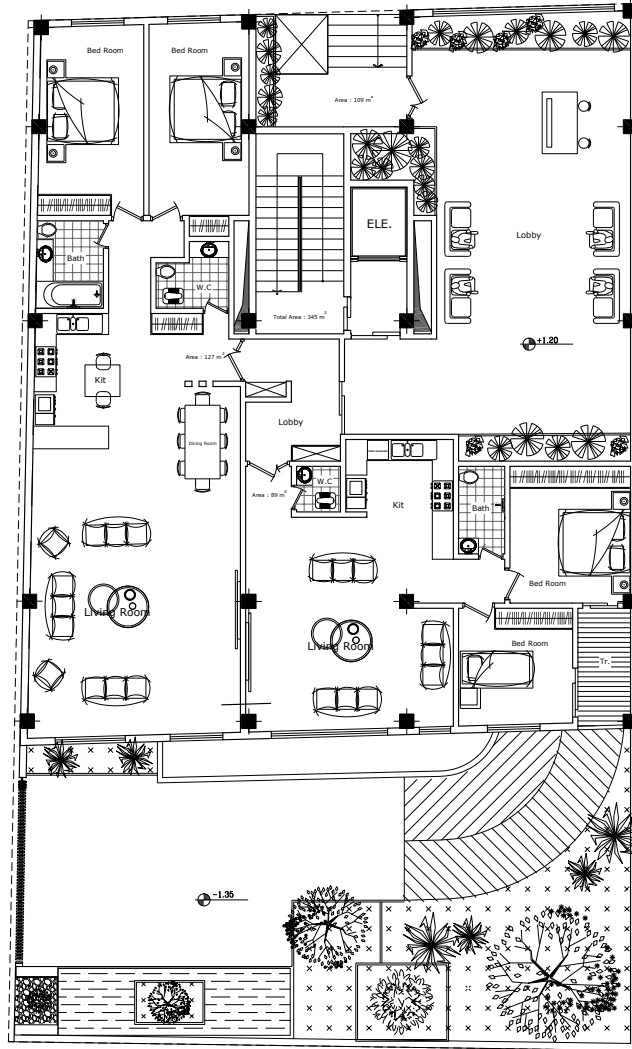 Bed Room
Bed Room
Area : 109 m²
ELE.
Lobby
Bath
W.C
Total Area : 345 m²
+1.20
Area : 127 m²
Kit
Lobby
Dining Room
W.C
Area : 89 m²
Kit
Bath
Bed Room
Living Room
Living Room
Bed Room
Tr.
-1.35